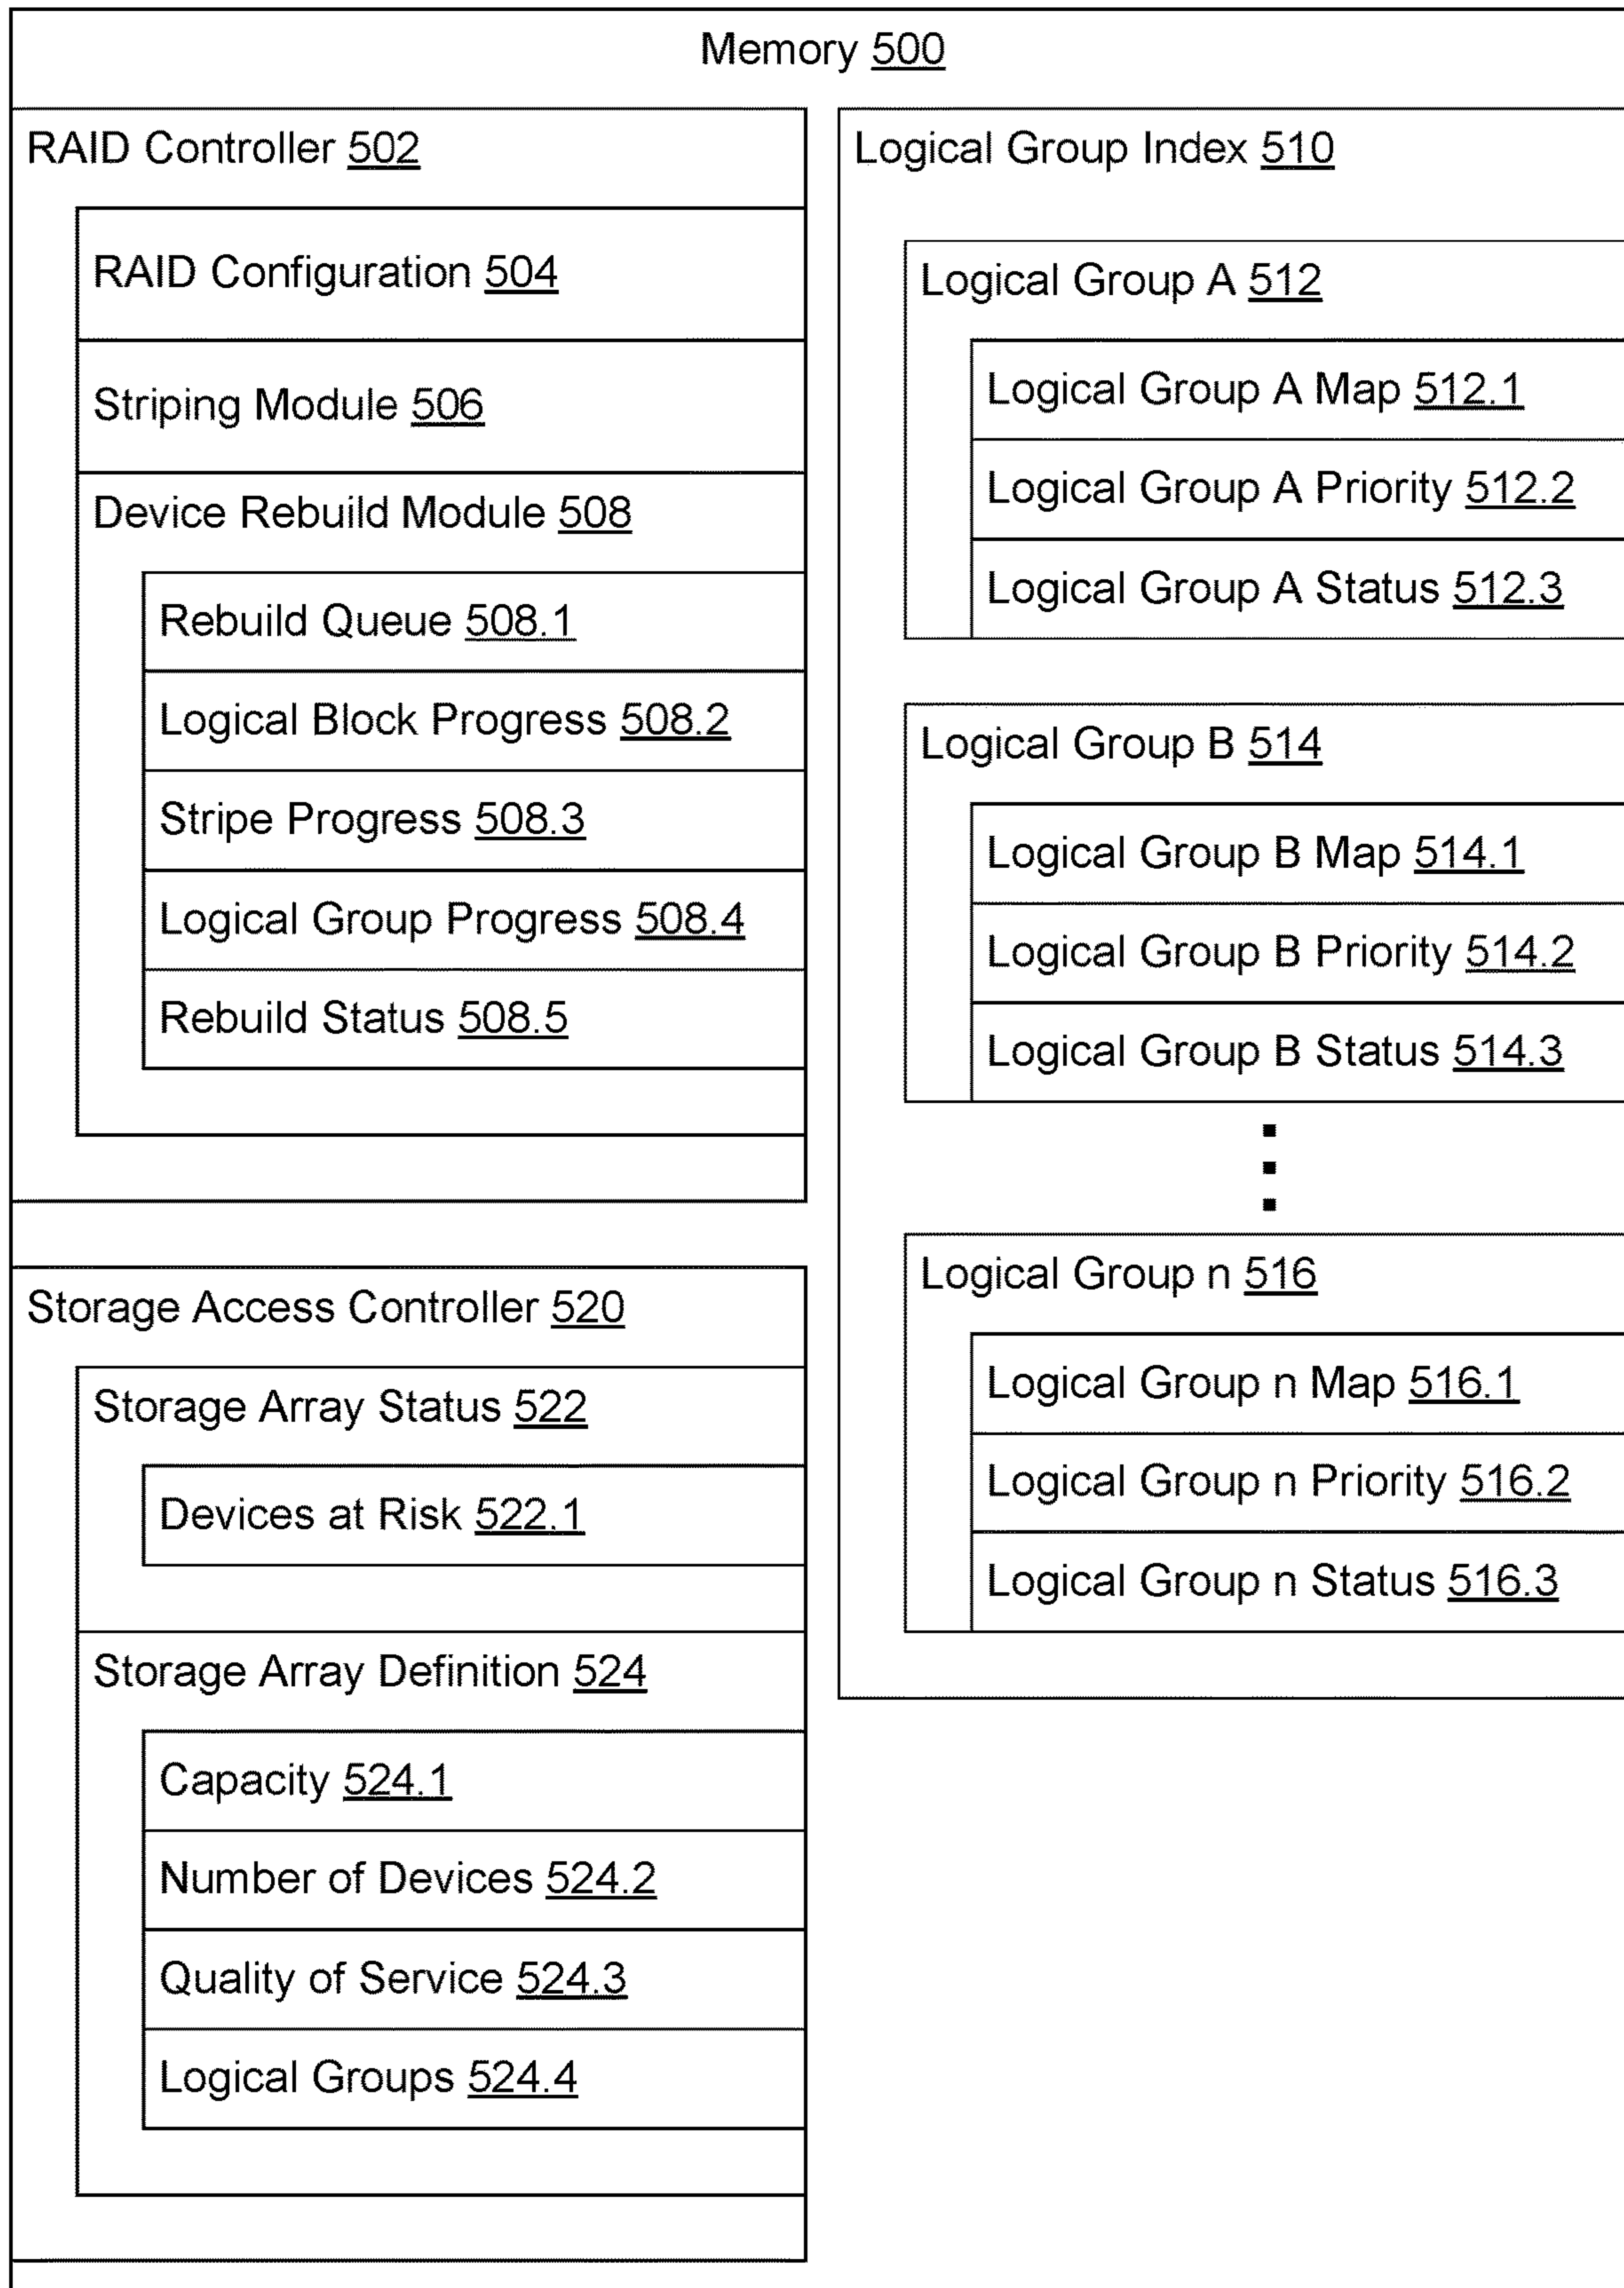 Memory 500
RAID Controller 502
RAID Configuration 504
Striping Module 506
Device Rebuild Module 508
Rebuild Queue 508.1
Logical Block Progress 508.2
Stripe Progress 508.3
Logical Group Progress 508.4
Rebuild Status 508.5
Storage Access Controller 520
Storage Array Status 522
Devices at Risk 522.1
Storage Array Definition 524
Capacity 524.1
Number of Devices 524.2
Quality of Service 524.3
Logical Groups 524.4
Logical Group Index 510
Logical Group A 512
Logical Group A Map 512.1
Logical Group A Priority 512.2
Logical Group A Status 512.3
Logical Group B 514
Logical Group B Map 514.1
Logical Group B Priority 514.2
Logical Group B Status 514.3
Logical Group n 516
Logical Group n Map 516.1
Logical Group n Priority 516.2
Logical Group n Status 516.3